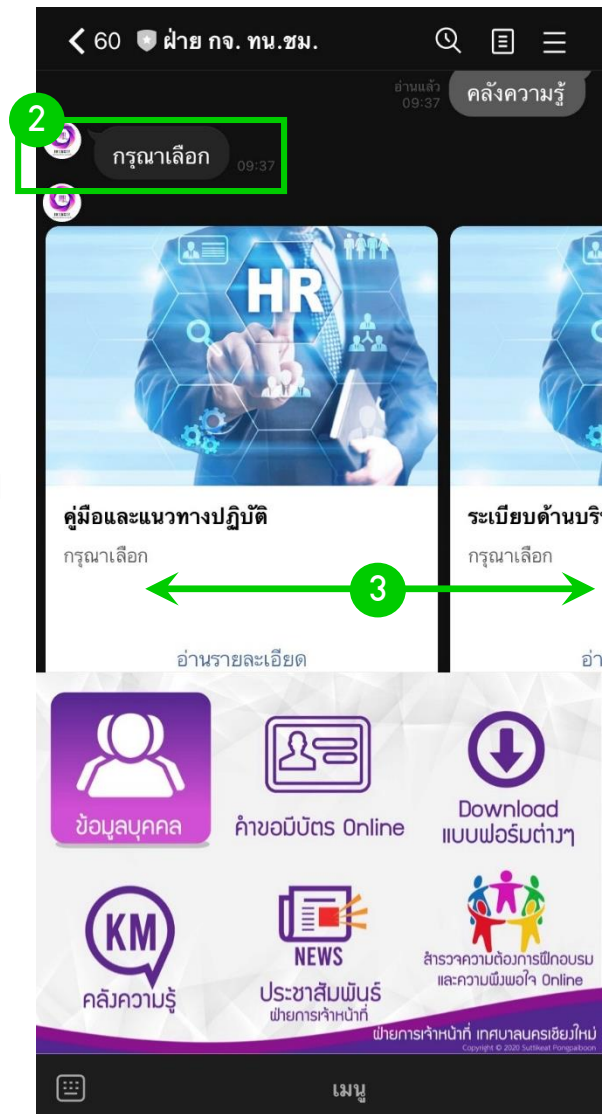 60 ฝ่าย กจ. ทน.ชม.
อ่านแล้ว
09:37
คลังความรู้
2
กรุณาเลือก
09:37
HR
คู่มือและแนวทางปฏิบัติ
ระเบียบด้านบริ
กรุณาเลือก
กรุณาเลือก
3
อ่านรายละเอียด
อ่า
ข้อมูลบุคคล
คำขอมีบัตร Online
Download
แบบฟอร์มต่างๆ
KM
คลังความรู้
NEWS
ประชาสัมพันธ์
ฝ่ายการเจ้าหน้าที่
สำรวจความต้องการฝึกอบรม
และความพึงพอใจ Online
ฝ่ายการเจ้าหน้าที่ เทศบาลนครเชียงใหม่
Copyright © 2020 Suttikeat Pongpaiboon
เมนู